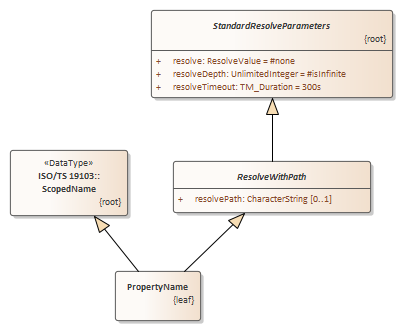 StandardResolveParameters
{root}
+ resolve: ResolveValue = #none
+ resolveDepth: UnlimitedInteger = #isInfinite
+ resolveTimeout: TM_Duration = 300s
«DataType»
ISO/TS 19103::
ScopedName
{root}
ResolveWithPath
+ resolvePath: CharacterString [0..1]
PropertyName
{leaf}